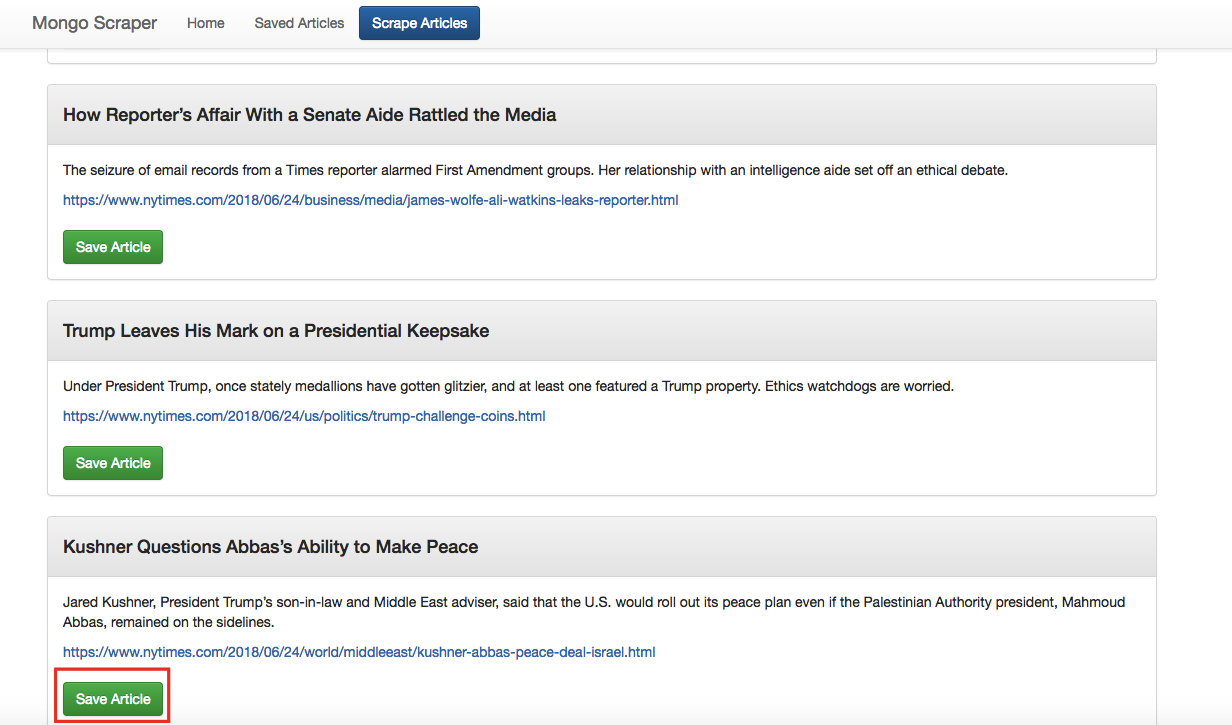 Mongo Scraper Home Saved Articles Scrape Articles
How Reporter’s Affair With a Senate Aide Rattled the Media
The seizure of email records from a Times reporter alarmed First Amendment groups. Her relationship with an intelligence aide set off an ethical debate.
https://www.nytimes.com/2018/06/24/business/media/james-wolfe-ali-watkins-leaks-reporter.html
Save Article
Trump Leaves His Mark on a Presidential Keepsake
Under President Trump, once stately medallions have gotten glitzier, and at least one featured a Trump property. Ethics watchdogs are worried.
https://www.nytimes.com/2018/06/24/us/politics/trump-challenge-coins.html
Save Article
Kushner Questions Abbas’s Ability to Make Peace
Jared Kushner, President Trump’s son-in-law and Middle East adviser, said that the U.S. would roll out its peace plan even if the Palestinian Authority president, Mahmoud
Abbas, remained on the sidelines.
https://www.nytimes.com/2018/06/24/world/middleeast/kushner-abbas-peace-deal-israel.html
Save Article